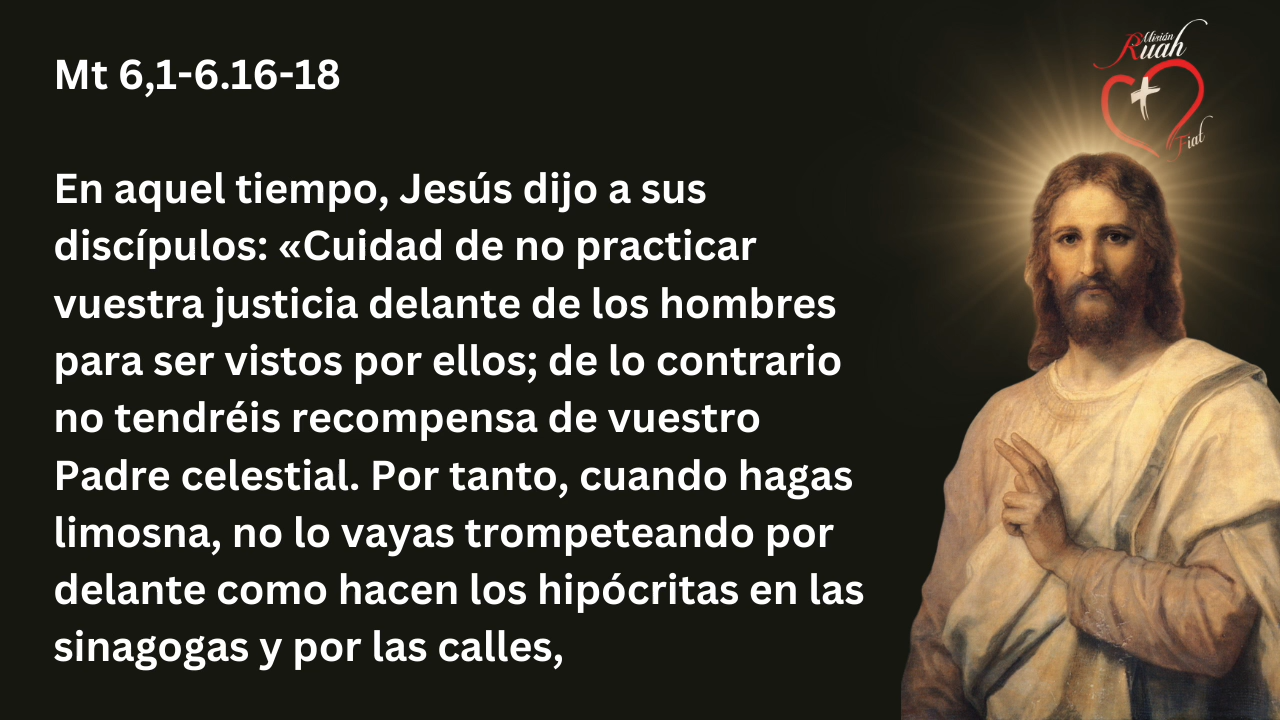 Mt 6,1-6.16-18
En aquel tiempo, Jesús dijo a sus
discípulos: «Cuidad de no practicar
vuestra justicia delante de los hombres
para ser vistos por ellos; de lo contrario
no tendréis recompensa de vuestro
Padre celestial. Por tanto, cuando hagas
limosna, no lo vayas trompeteando por
delante como hacen los hipócritas en las
sinagogas y por las calles,
Misión
Ruah
Fiat